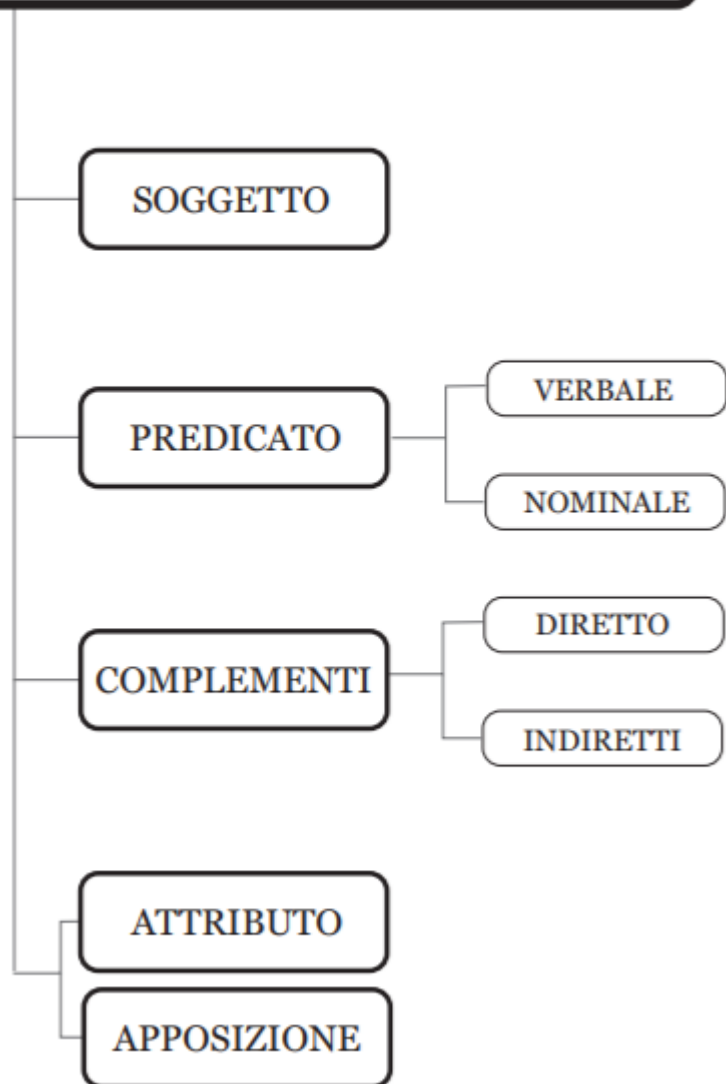 SOGGETTO
PREDICATO
VERBALE
NOMINALE
COMPLEMENTI
DIRETTO
INDIRETTI
ATTRIBUTO
APPOSIZIONE